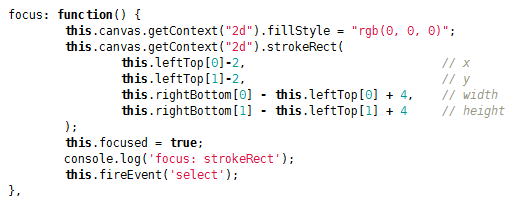 focus: function() {
        this.canvas.getContext("2d").fillStyle = "rgb(0, 0, 0)";
        this.canvas.getContext("2d").strokeRect(
                this.leftTop[0]-2,                            // x
                this.leftTop[1]-2,                            // y
                this.rightBottom[0] - this.leftTop[0] + 4,    // width
                this.rightBottom[1] - this.leftTop[1] + 4     // height
        );
        this.focused = true;
        console.log('focus: strokeRect');
        this.fireEvent('select');
},